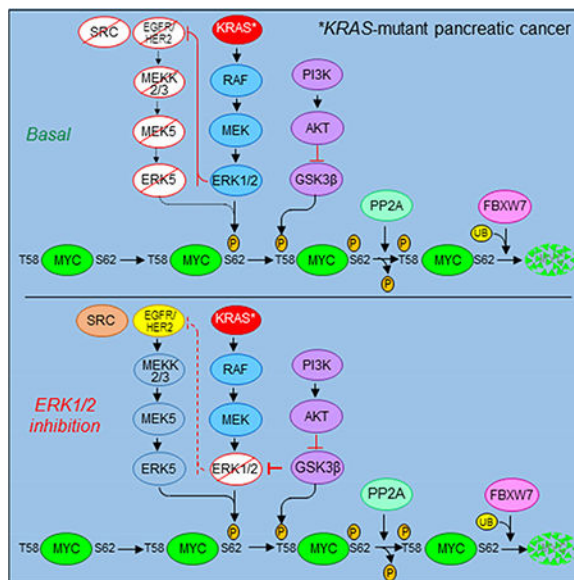 *KRAS-mutant pancreatic cancer
SRC
EGFR/
HER2
KRAS*
MEKK
2/3
RAF
PI3K
Basal
MEK5
MEK
AKT
ERK5
ERK1/2
GSK3β
PP2A
FBXW7
UB
P P P P
T58 MYC S62 T58 MYC S62 T58 MYC S62 T58 MYC S62
P
SRC
EGFR/
HER2
KRAS*
MEKK
2/3
RAF
PI3K
ERK1/2
inhibition
MEK5
MEK
AKT
ERK5
ERK1/2
GSK3β
PP2A
FBXW7
UB
P P P P
T58 MYC S62 T58 MYC S62 T58 MYC S62 T58 MYC S62
P